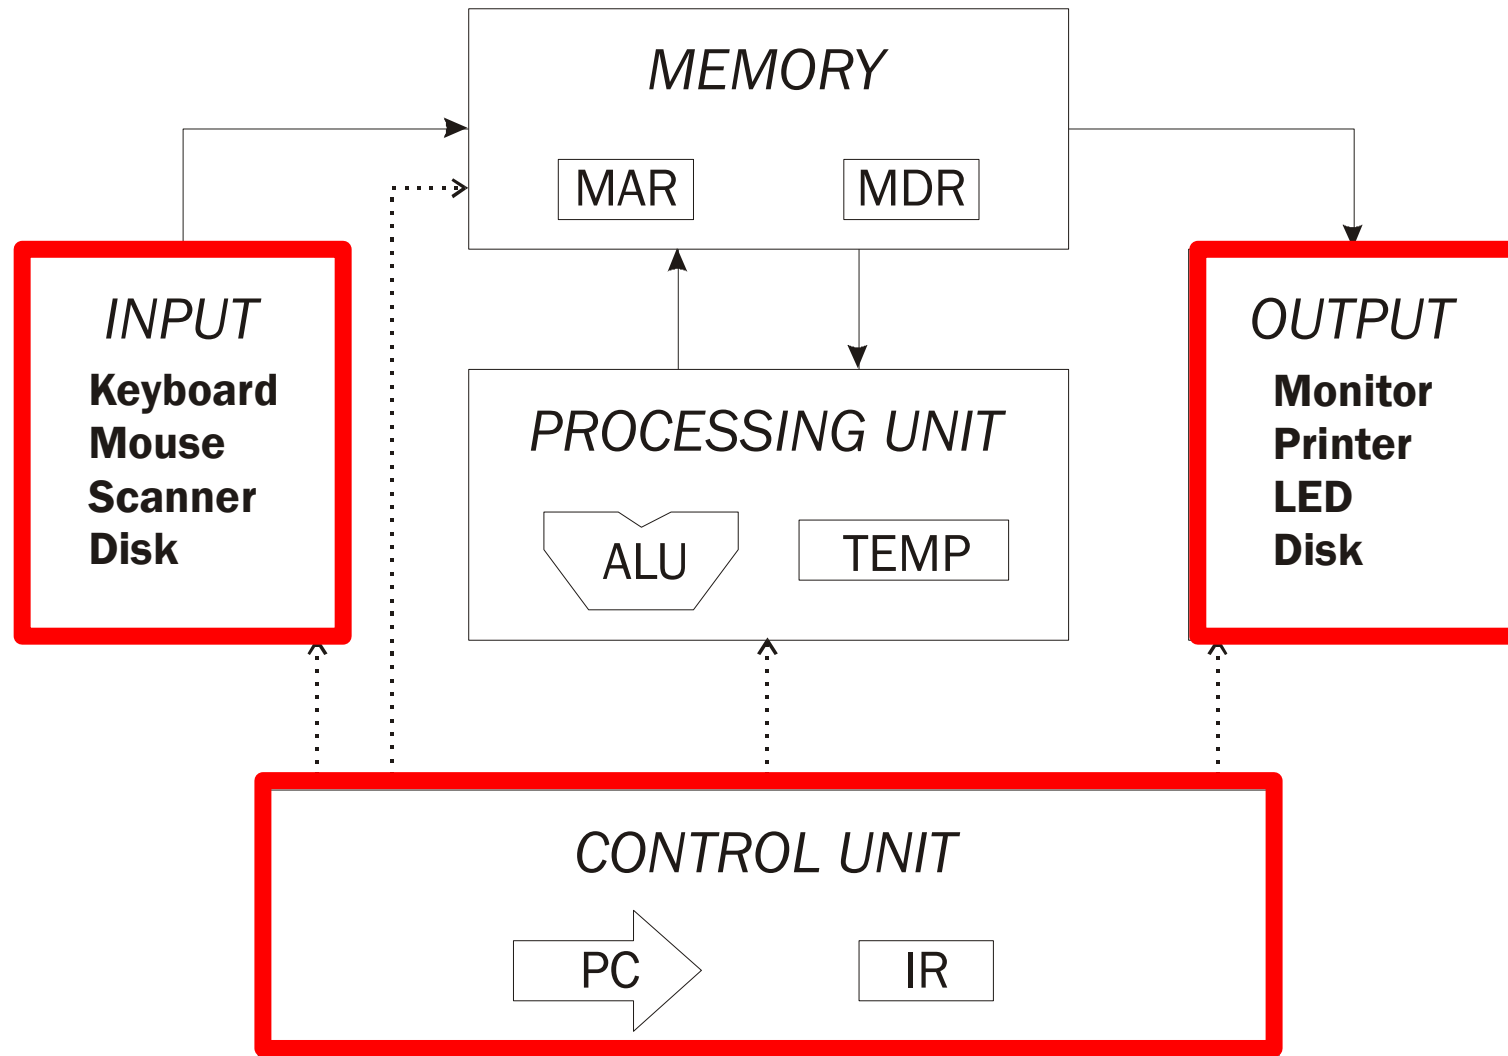 MEMORY
MAR MDR
INPUT
Keyboard
Mouse
Scanner
Disk
PROCESSING UNIT
ALU TEMP
OUTPUT
Monitor
Printer
LED
Disk
CONTROL UNIT
PC IR